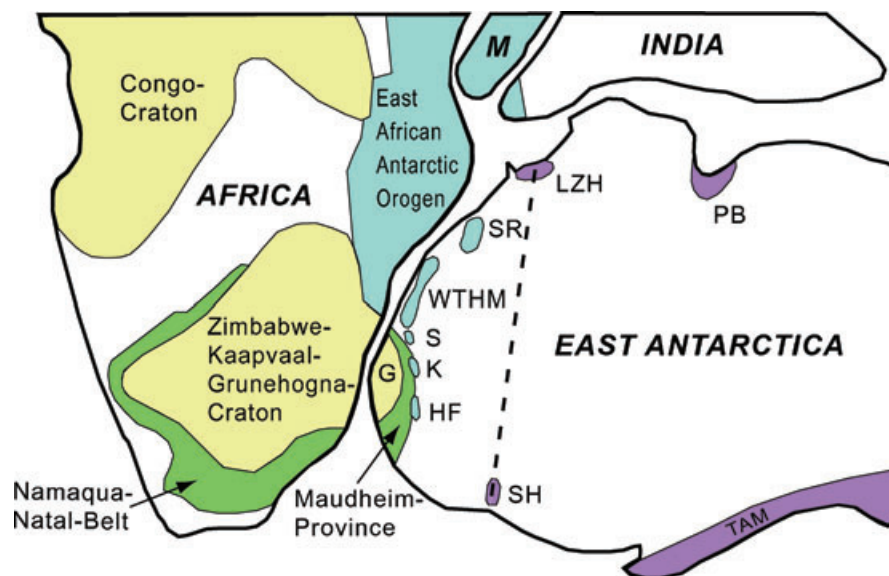 Congo-
Craton
East
African
Antarctic
Orogen
M
INDIA
AFRICA
LZH
PB
SR
WTHM
S
K
HF
G
Zimbabwe-
Kaapvaal-
Grunehogna-
Craton
EAST ANTARCTICA
Namaqua-
Natal-Belt
Maudheim-
Province
SH
TAM